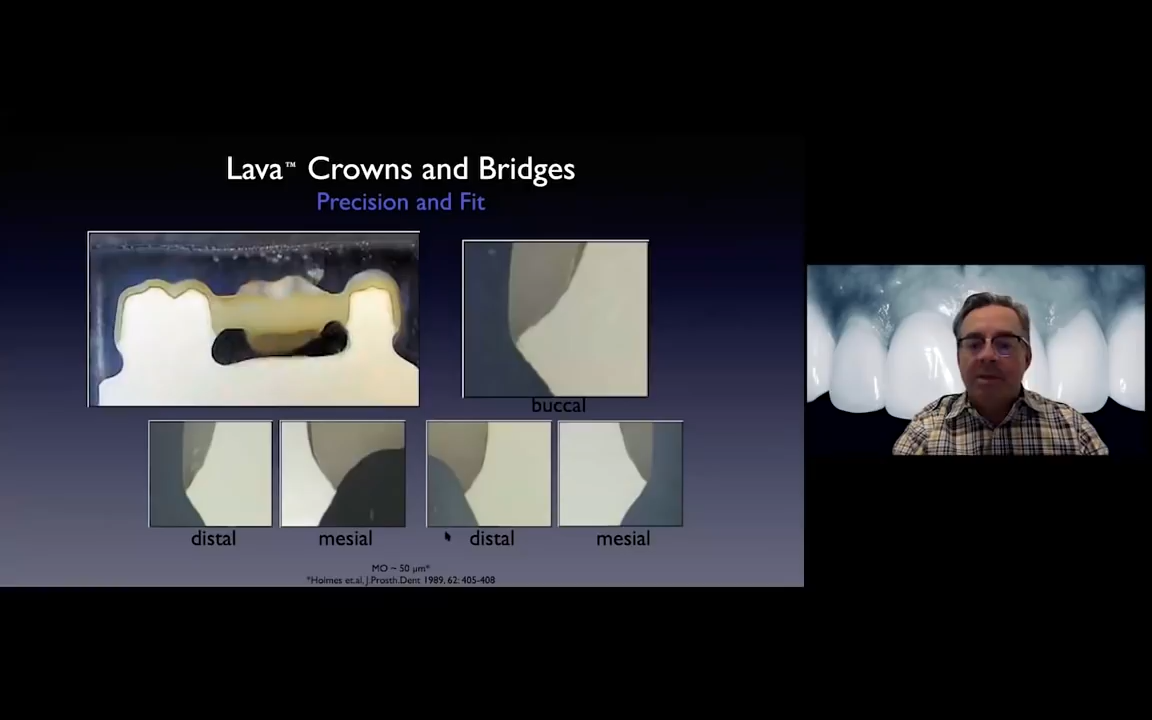 Lava™ Crowns and Bridges
Precision and Fit
buccal
distal
mesial
distal
mesial
MO ~ 50 µm*
*Holmes et.al, J.Prosth.Dent 1989, 62: 405-408